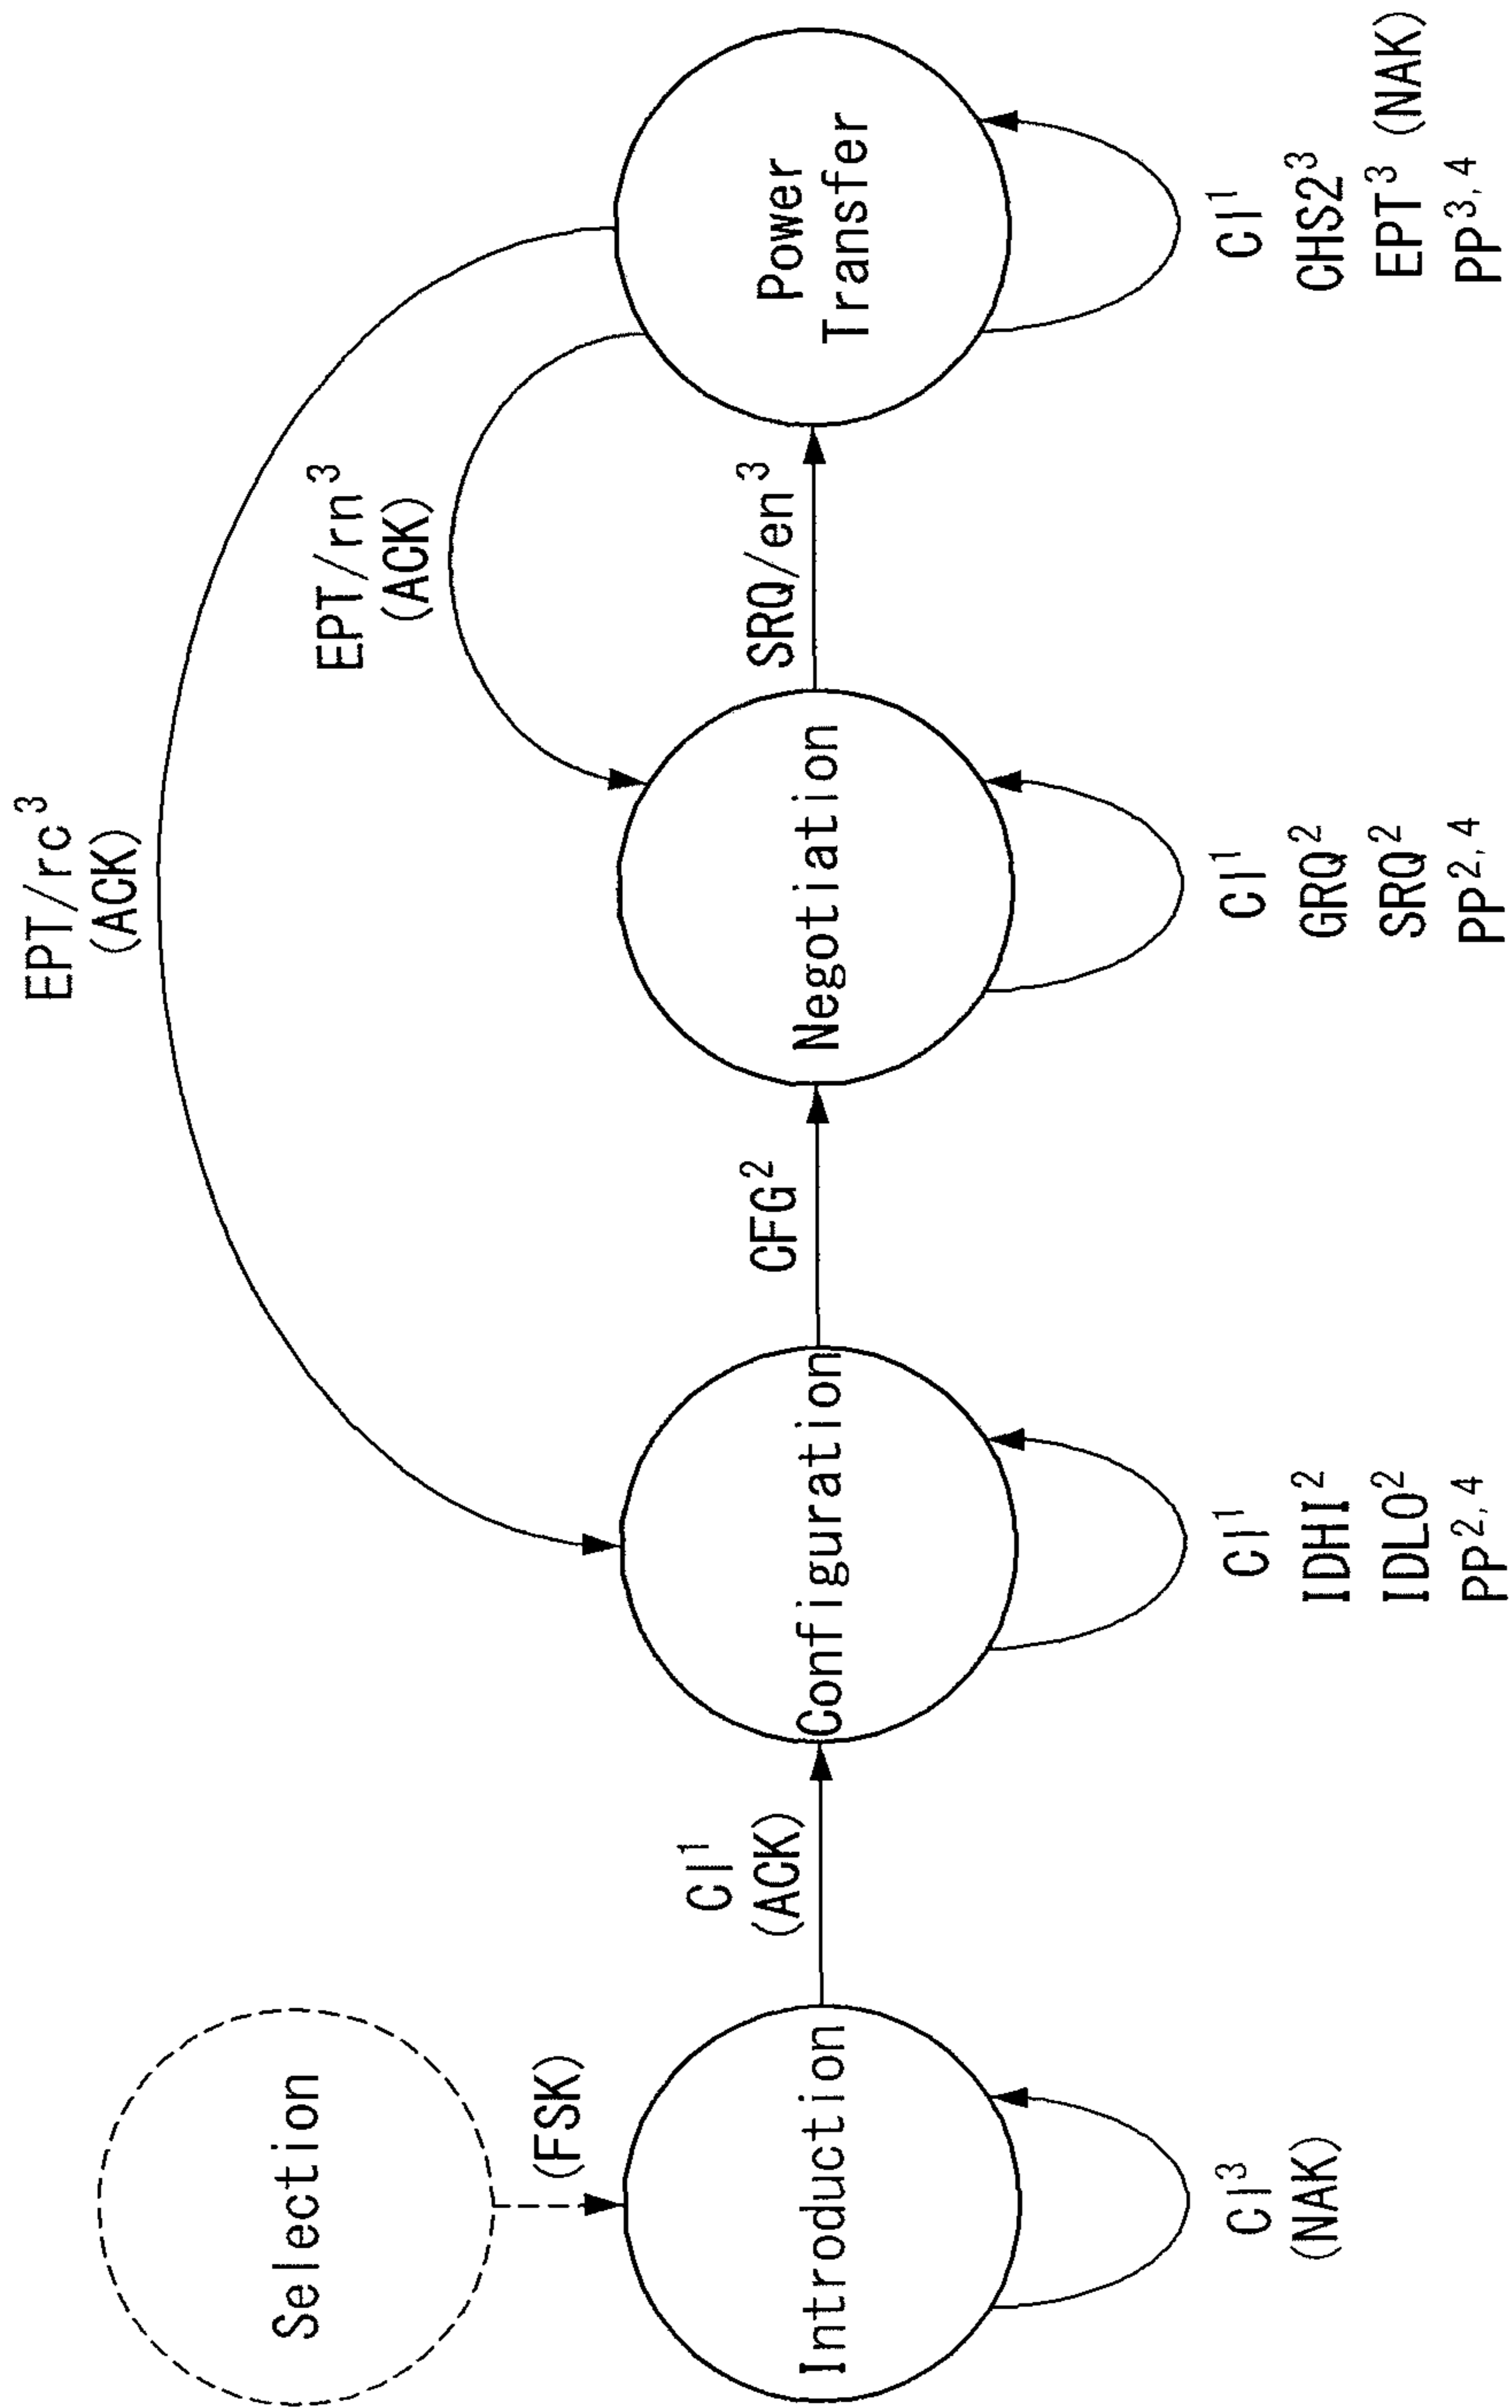 EPT/rc³
(ACK)
EPT/rn³
(ACK)
Selection
(FSK)
CI¹
(ACK)
CFG²
SRQ/en³
Introduction
Configuration
Negotiation
Power
Transfer
CI³
(NAK)
CI¹
IDHI²
IDLO²
PP²,⁴
CI¹
GRQ²
SRQ²
PP²,⁴
CI¹
CHS2³
EPT³ (NAK)
PP³,⁴